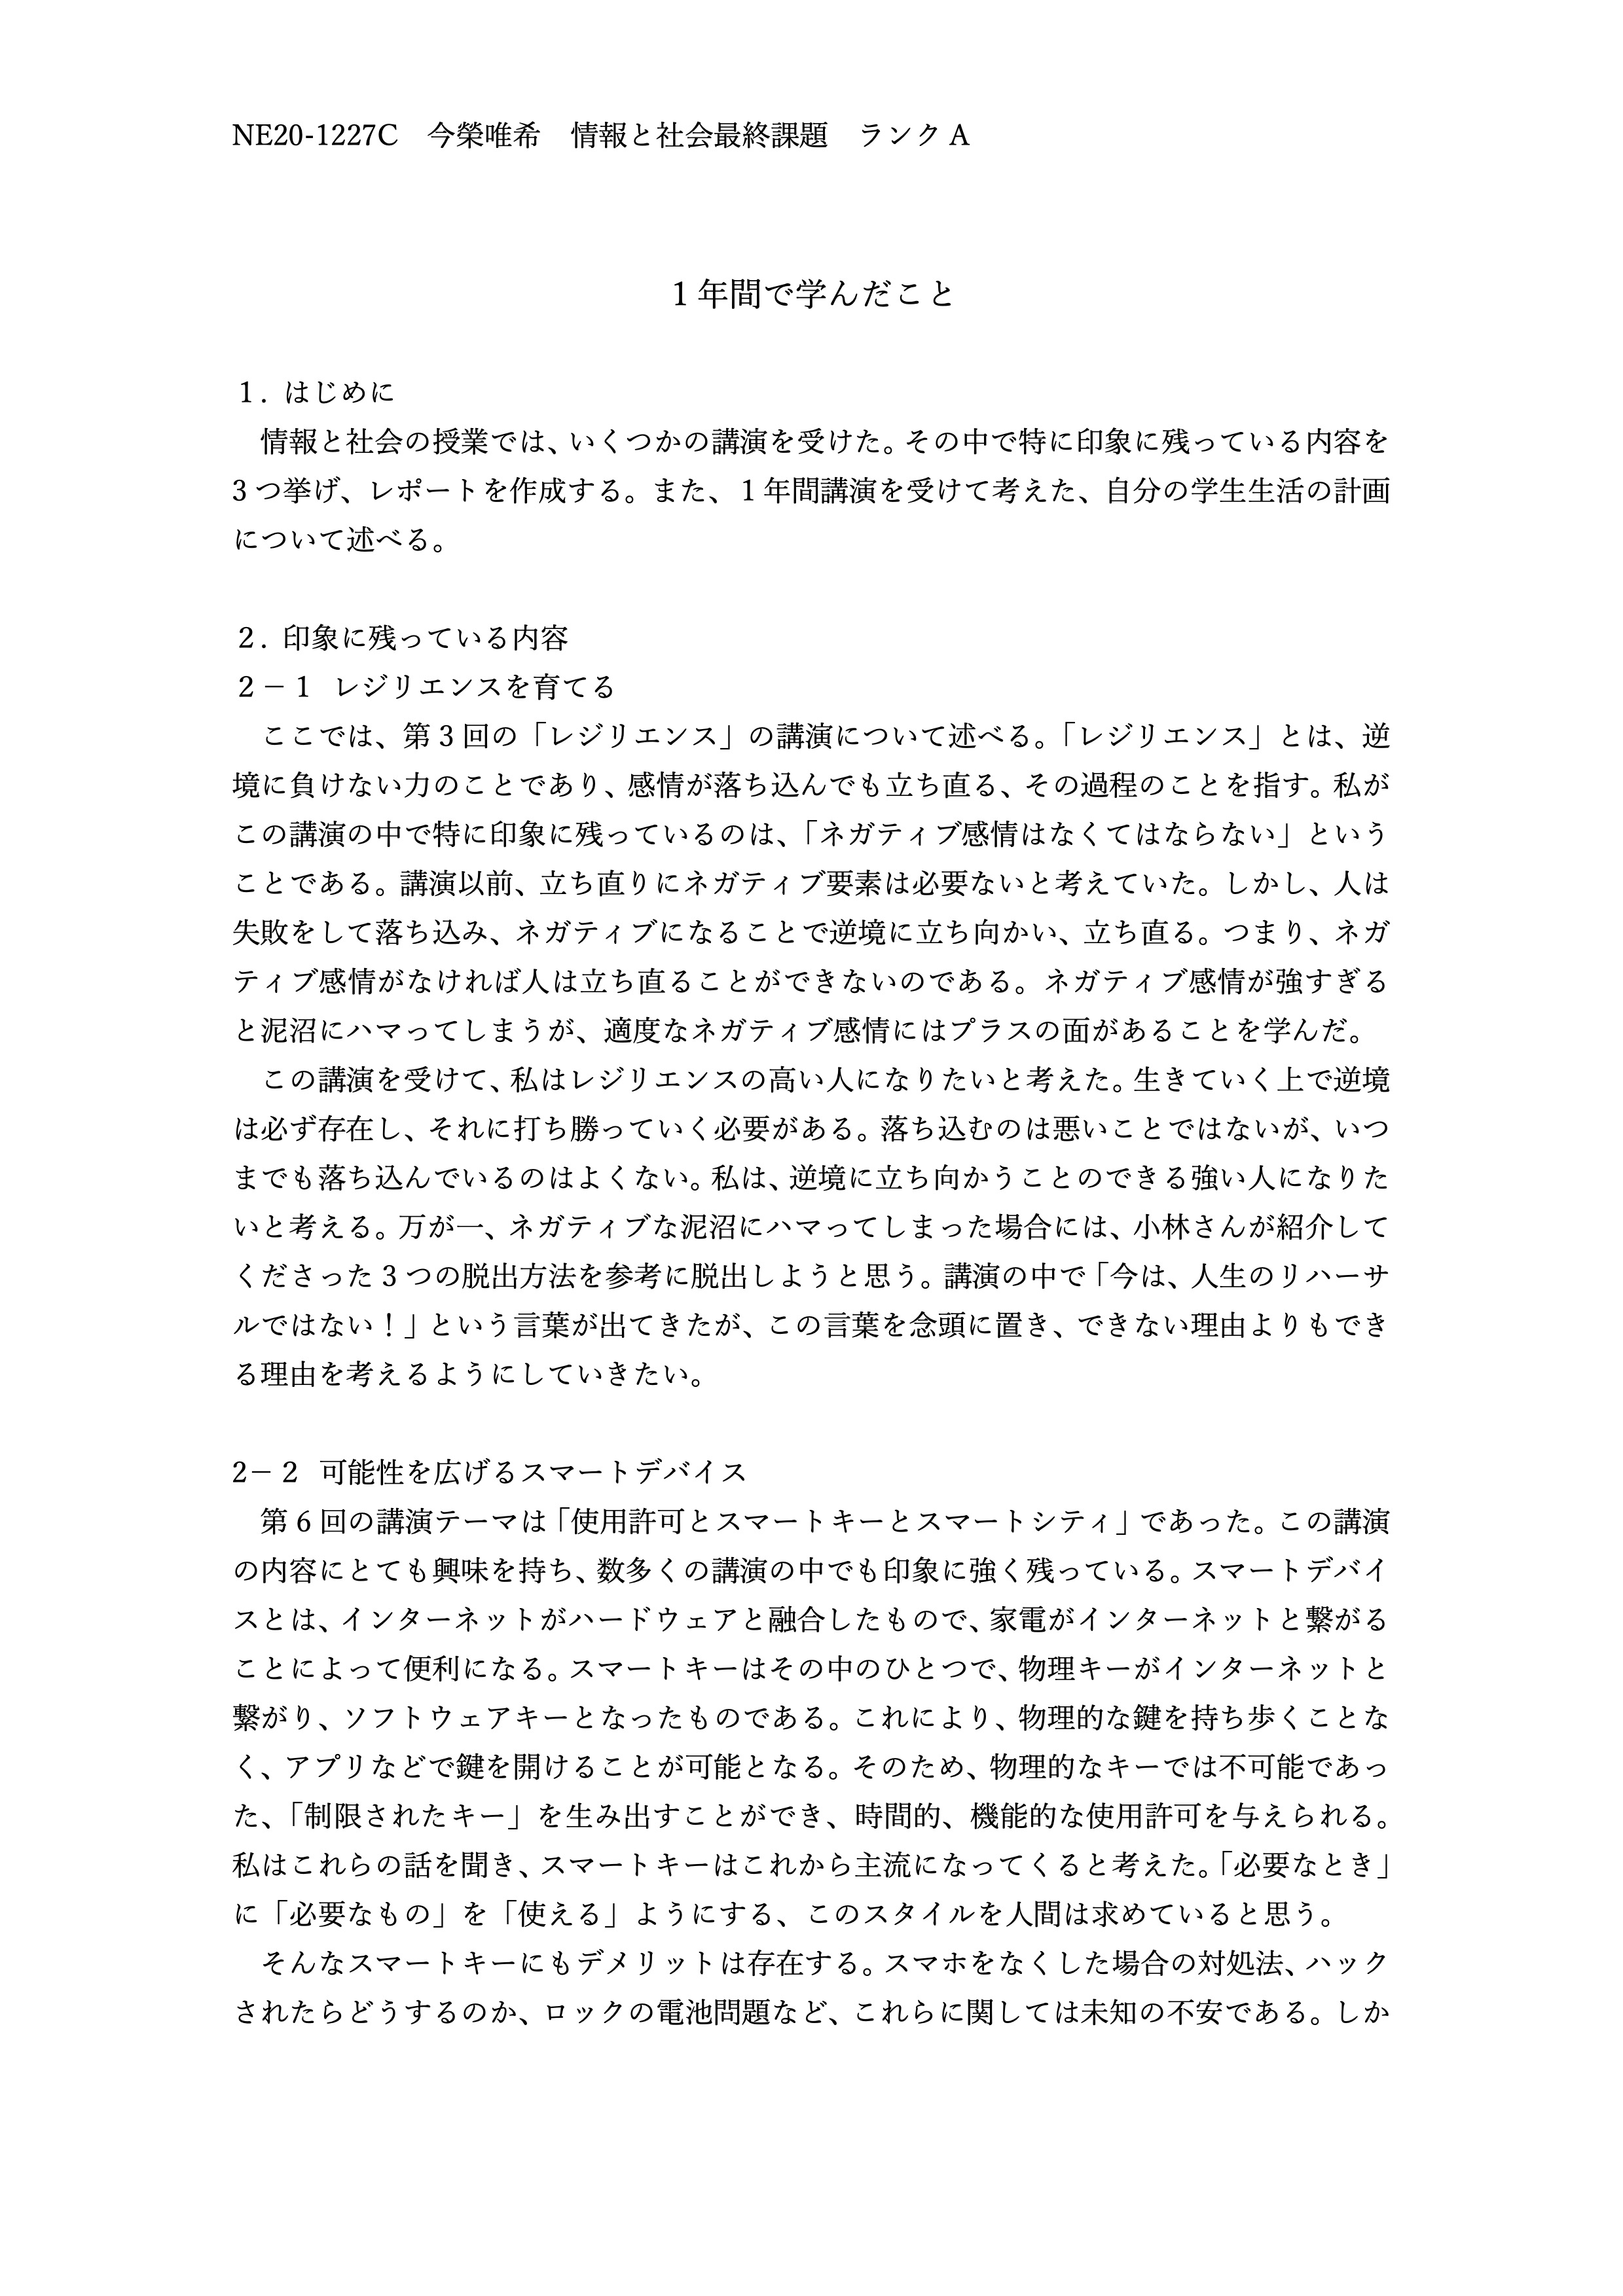 NE20-1227C　今榮唯希　情報と社会最終課題　ランク A
1 年間で学んだこと
１. はじめに
　情報と社会の授業では、いくつかの講演を受けた。その中で特に印象に残っている内容を
3 つ挙げ、レポートを作成する。また、1 年間講演を受けて考えた、自分の学生生活の計画
について述べる。
２. 印象に残っている内容
２－１ レジリエンスを育てる
　ここでは、第 3 回の「レジリエンス」の講演について述べる。「レジリエンス」とは、逆
境に負けない力のことであり、感情が落ち込んでも立ち直る、その過程のことを指す。私が
この講演の中で特に印象に残っているのは、「ネガティブ感情はなくてはならない」という
ことである。講演以前、立ち直りにネガティブ要素は必要ないと考えていた。しかし、人は
失敗をして落ち込み、ネガティブになることで逆境に立ち向かい、立ち直る。つまり、ネガ
ティブ感情がなければ人は立ち直ることができないのである。ネガティブ感情が強すぎる
と泥沼にハマってしまうが、適度なネガティブ感情にはプラスの面があることを学んだ。
　この講演を受けて、私はレジリエンスの高い人になりたいと考えた。生きていく上で逆境
は必ず存在し、それに打ち勝っていく必要がある。落ち込むのは悪いことではないが、いつ
までも落ち込んでいるのはよくない。私は、逆境に立ち向かうことのできる強い人になりた
いと考える。万が一、ネガティブな泥沼にハマってしまった場合には、小林さんが紹介して
くださった 3 つの脱出方法を参考に脱出しようと思う。講演の中で「今は、人生のリハーサ
ルではない！」という言葉が出てきたが、この言葉を念頭に置き、できない理由よりもでき
る理由を考えるようにしていきたい。
2－２ 可能性を広げるスマートデバイス
　第 6 回の講演テーマは「使用許可とスマートキーとスマートシティ」であった。この講演
の内容にとても興味を持ち、数多くの講演の中でも印象に強く残っている。スマートデバイ
スとは、インターネットがハードウェアと融合したもので、家電がインターネットと繋がる
ことによって便利になる。スマートキーはその中のひとつで、物理キーがインターネットと
繋がり、ソフトウェアキーとなったものである。これにより、物理的な鍵を持ち歩くことな
く、アプリなどで鍵を開けることが可能となる。そのため、物理的なキーでは不可能であっ
た、「制限されたキー」を生み出すことができ、時間的、機能的な使用許可を与えられる。
私はこれらの話を聞き、スマートキーはこれから主流になってくると考えた。「必要なとき」
に「必要なもの」を「使える」ようにする、このスタイルを人間は求めていると思う。
　そんなスマートキーにもデメリットは存在する。スマホをなくした場合の対処法、ハック
されたらどうするのか、ロックの電池問題など、これらに関しては未知の不安である。しか